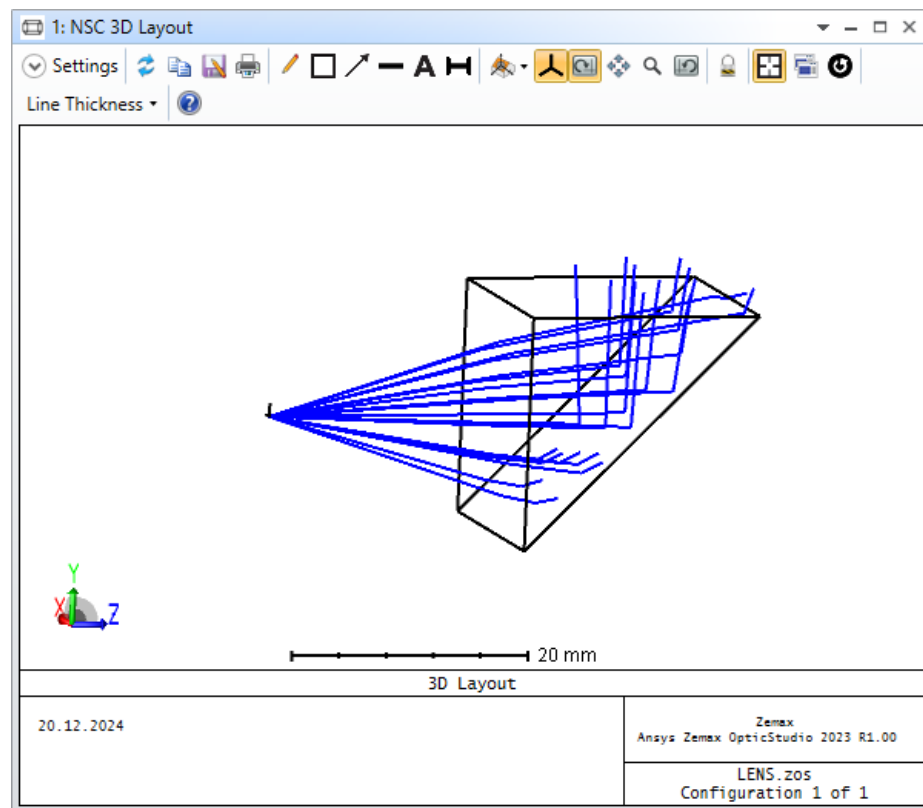 1: NSC 3D Layout
Settings
Line Thickness
Y
X
Z
20 mm
3D Layout
20.12.2024
Zemax
Ansys Zemax OpticStudio 2023 R1.00
LENS.zos
Configuration 1 of 1